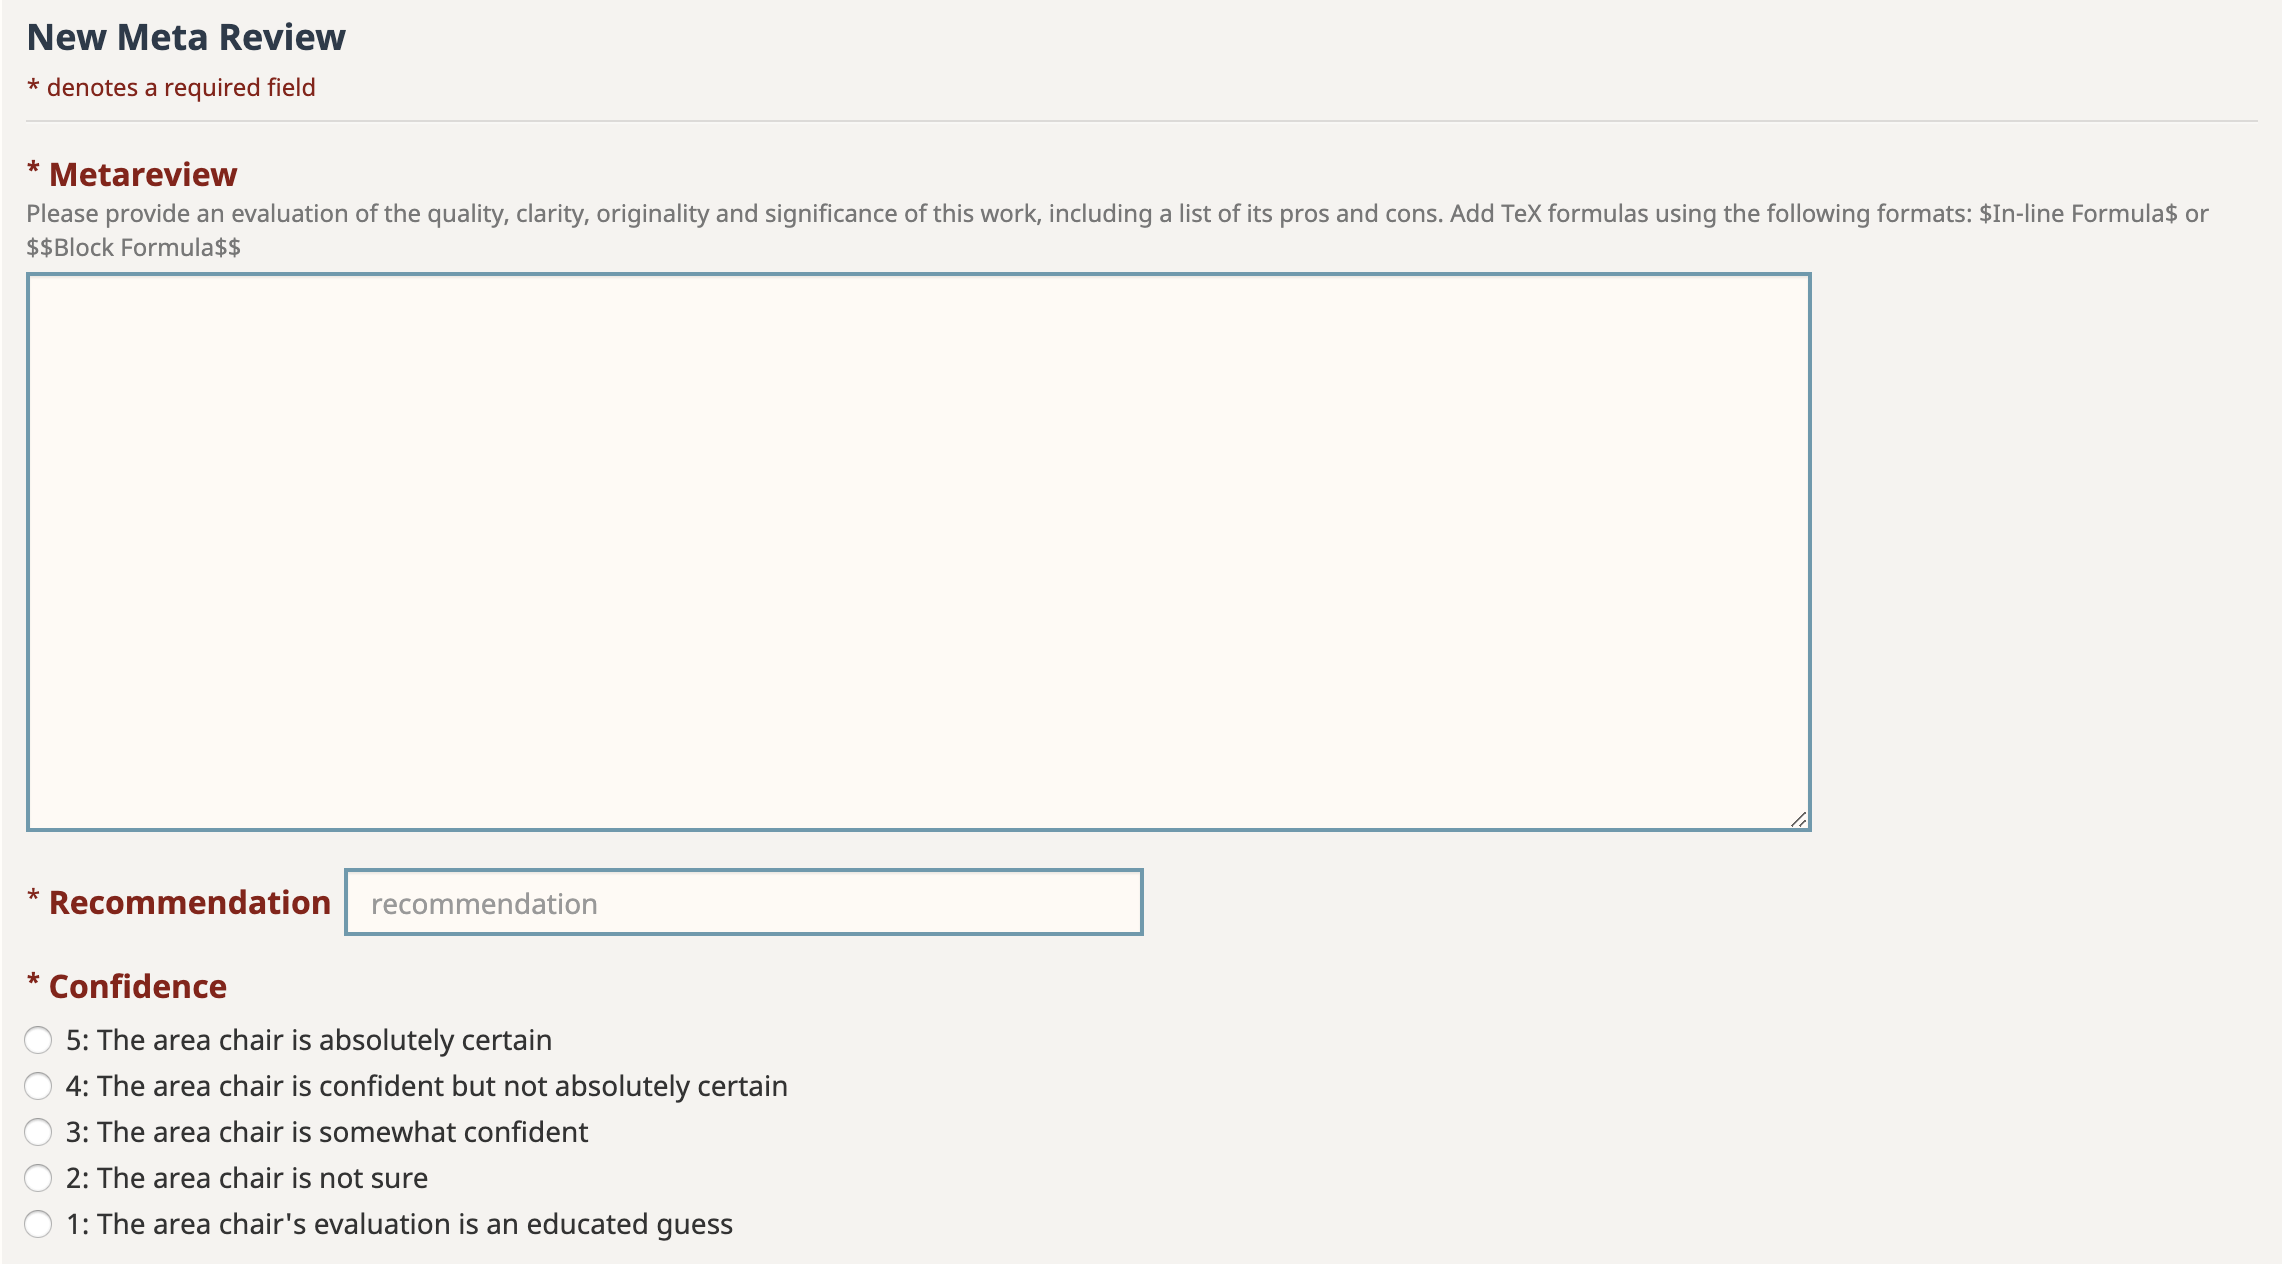 New Meta Review
* denotes a required field
* Metareview
Please provide an evaluation of the quality, clarity, originality and significance of this work, including a list of its pros and cons. Add TeX formulas using the following formats: $In-line Formula$ or
$$Block Formula$$
* Recommendation recommendation
* Confidence
5: The area chair is absolutely certain
4: The area chair is confident but not absolutely certain
3: The area chair is somewhat confident
2: The area chair is not sure
1: The area chair's evaluation is an educated guess